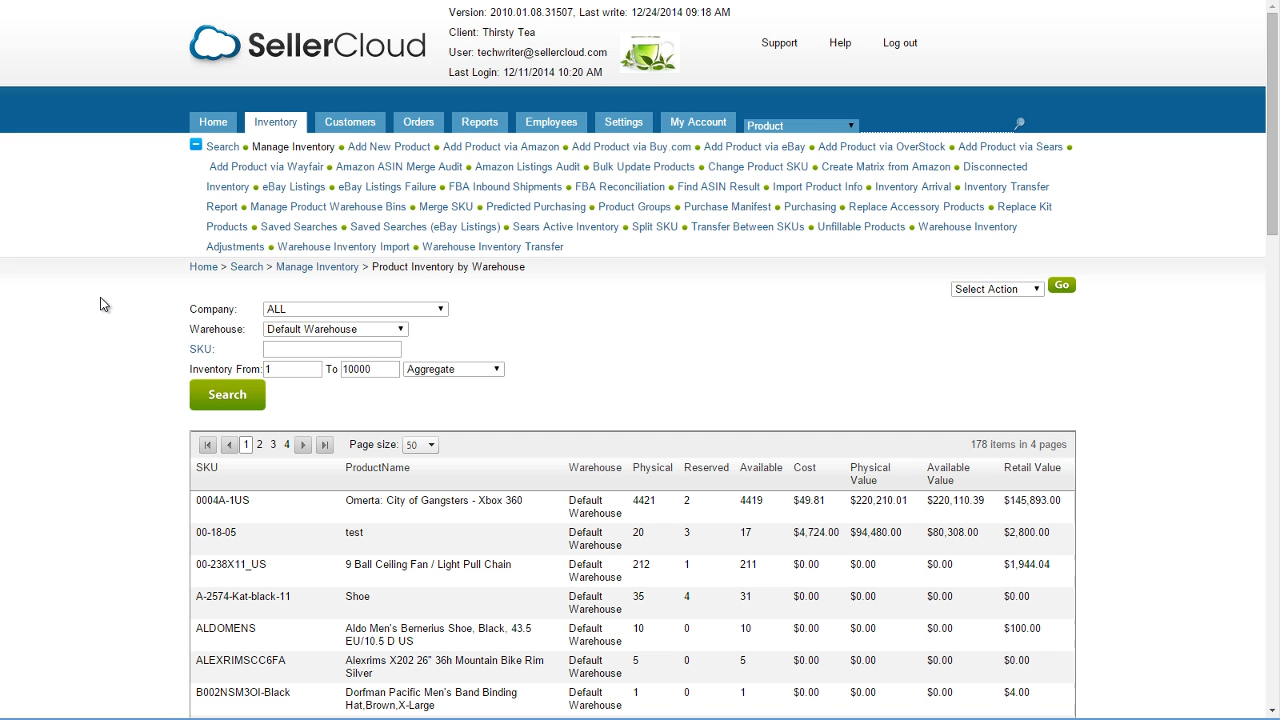 Version: 2010.01.08.31507, Last write: 12/24/2014 09:18 AM
SellerCloud
Client: Thirsty Tea
User: techwriter@sellercloud.com
Last Login: 12/11/2014 10:20 AM
Support Help Log out
Home Inventory Customers Orders Reports Employees Settings My Account Product
Search Manage Inventory Add New Product Add Product via Amazon Add Product via Buy.com Add Product via eBay Add Product via OverStock Add Product via Sears
Add Product via Wayfair Amazon ASIN Merge Audit Amazon Listings Audit Bulk Update Products Change Product SKU Create Matrix from Amazon Disconnected
Inventory eBay Listings eBay Listings Failure FBA Inbound Shipments FBA Reconciliation Find ASIN Result Import Product Info Inventory Arrival Inventory Transfer
Report Manage Product Warehouse Bins Merge SKU Predicted Purchasing Product Groups Purchase Manifest Purchasing Replace Accessory Products Replace Kit
Products Saved Searches Saved Searches (eBay Listings) Sears Active Inventory Split SKU Transfer Between SKUs Unfillable Products Warehouse Inventory
Adjustments Warehouse Inventory Import Warehouse Inventory Transfer
Home > Search > Manage Inventory > Product Inventory by Warehouse
Select Action Go
Company: ALL
Warehouse: Default Warehouse
SKU:
Inventory From: 1 To 10000 Aggregate
Search
1 2 3 4 Page size: 50 178 items in 4 pages
SKU ProductName Warehouse Physical Reserved Available Cost Physical Available Retail Value
Value Value
0004A-1US Omerta: City of Gangsters - Xbox 360 Default 4421 2 4419 $49.81 $220,210.01 $220,110.39 $145,893.00
Warehouse
00-18-05 test Default 20 3 17 $4,724.00 $94,480.00 $80,308.00 $2,800.00
Warehouse
00-238X11_US 9 Ball Ceiling Fan / Light Pull Chain Default 212 1 211 $0.00 $0.00 $0.00 $1,944.04
Warehouse
A-2574-Kat-black-11 Shoe Default 35 4 31 $0.00 $0.00 $0.00 $0.00
Warehouse
ALDOMENS Aldo Men's Bernerius Shoe, Black, 43.5 Default 10 0 10 $0.00 $0.00 $0.00 $100.00
EU/10.5 D US Warehouse
ALEXRIMSCC6FA Alexrims X202 26" 36h Mountain Bike Rim Default 5 0 5 $0.00 $0.00 $0.00 $0.00
Silver Warehouse
B002NSM3OI-Black Dorfman Pacific Men's Band Binding Default 1 0 1 $0.00 $0.00 $0.00 $4.00
Hat,Brown,X-Large Warehouse